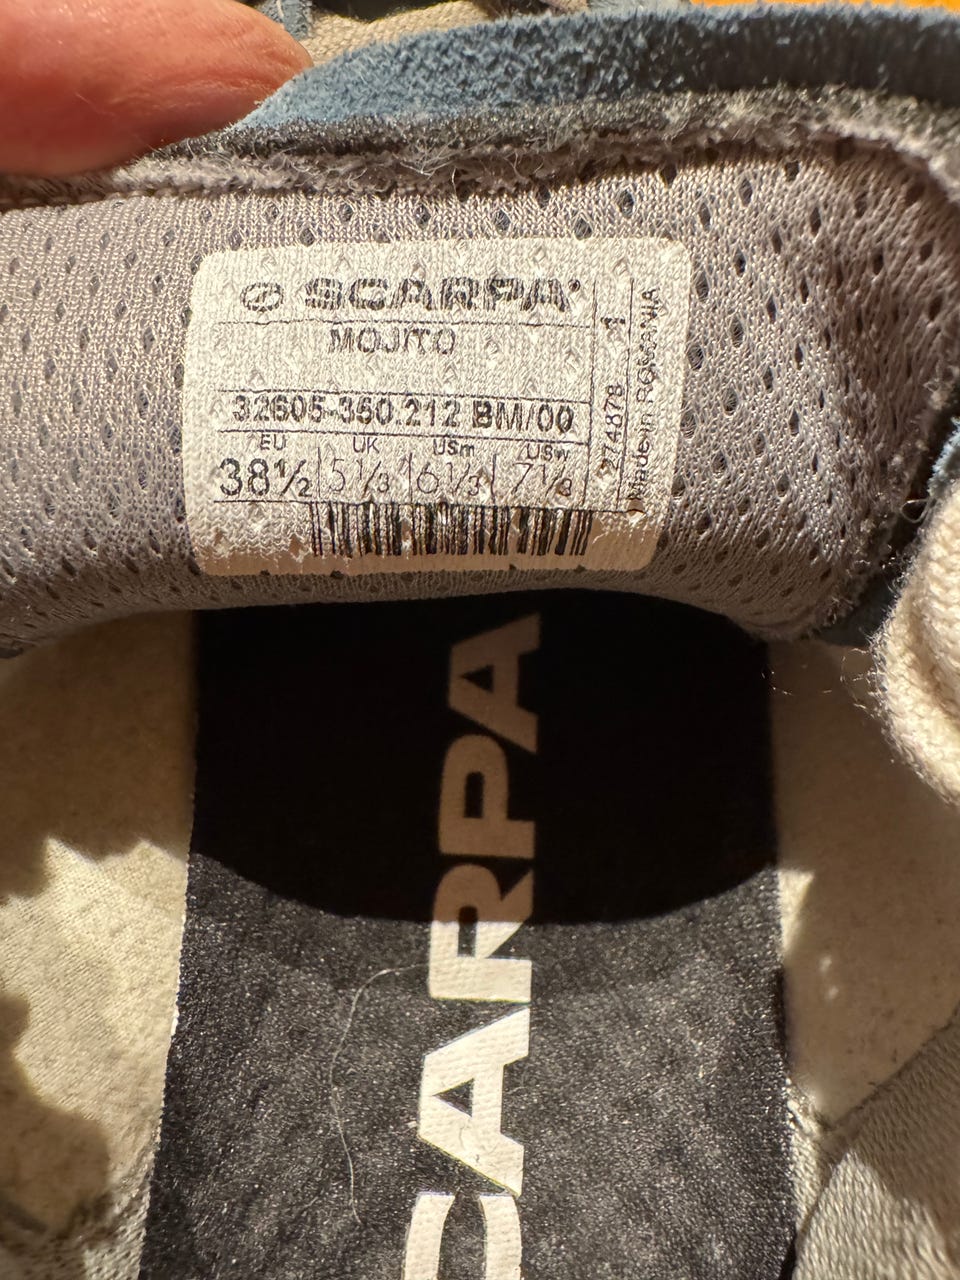 SCARPA®
MOJITO
32605-350.212 BM/00
EU UK USm USw
38½ 5⅓ 6⅓ 7⅓
274878 1
Made in ROMANIA
SCARPA